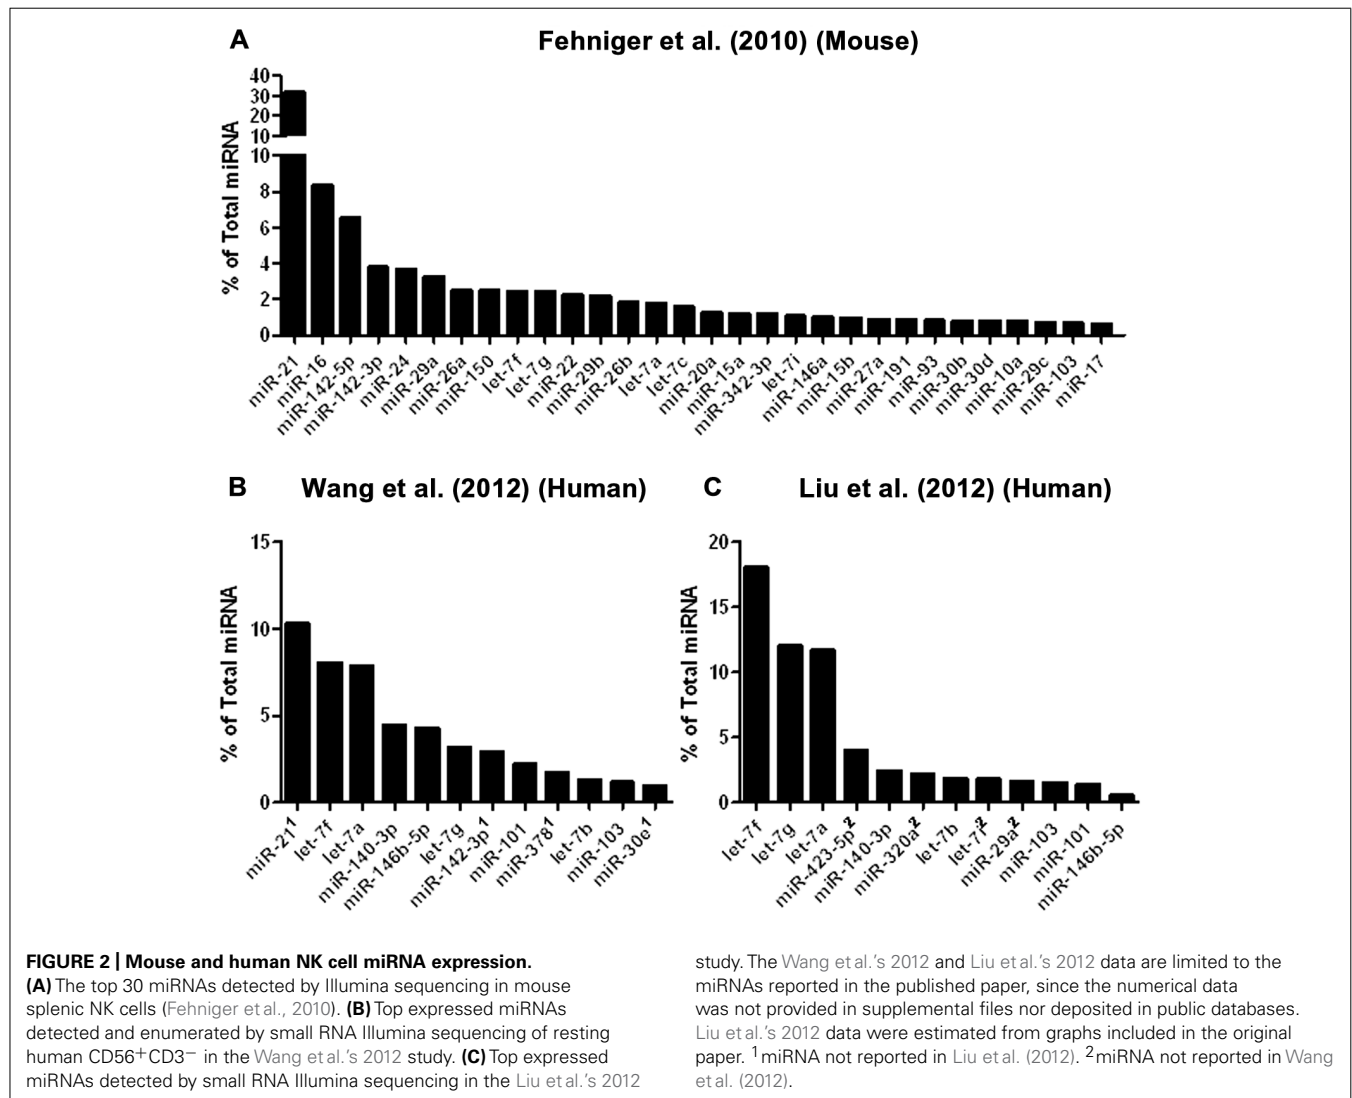 A
Fehniger et al. (2010) (Mouse)
% of Total miRNA
40
30
20
10
10
8
6
4
2
0
miR-21
miR-16
miR-142-5p
miR-142-3p
miR-24
miR-29a
miR-26a
miR-150
let-7f
let-7g
miR-22
miR-29b
miR-26b
let-7a
let-7c
miR-20a
miR-15a
miR-342-3p
let-7i
miR-146a
miR-15b
miR-27a
miR-191
miR-93
miR-30b
miR-30d
miR-10a
miR-29c
miR-103
miR-17
B
Wang et al. (2012) (Human)
% of Total miRNA
15
10
5
0
miR-21¹
let-7f
let-7a
miR-140-3p
miR-146b-5p
let-7g
miR-142-3p¹
miR-101
miR-378¹
let-7b
miR-103
miR-30e¹
C
Liu et al. (2012) (Human)
% of Total miRNA
20
15
10
5
0
let-7f
let-7g
let-7a
miR-423-5p²
miR-140-3p
miR-320a²
let-7b
let-7i²
miR-29a²
miR-103
miR-101
miR-146b-5p
FIGURE 2 | Mouse and human NK cell miRNA expression.
(A) The top 30 miRNAs detected by Illumina sequencing in mouse
splenic NK cells (Fehniger et al., 2010). (B) Top expressed miRNAs
detected and enumerated by small RNA Illumina sequencing of resting
human CD56⁺CD3⁻ in the Wang et al.'s 2012 study. (C) Top expressed
miRNAs detected by small RNA Illumina sequencing in the Liu et al.'s 2012
study. The Wang et al.'s 2012 and Liu et al.'s 2012 data are limited to the
miRNAs reported in the published paper, since the numerical data
was not provided in supplemental files nor deposited in public databases.
Liu et al.'s 2012 data were estimated from graphs included in the original
paper. ¹miRNA not reported in Liu et al. (2012). ²miRNA not reported in Wang
et al. (2012).